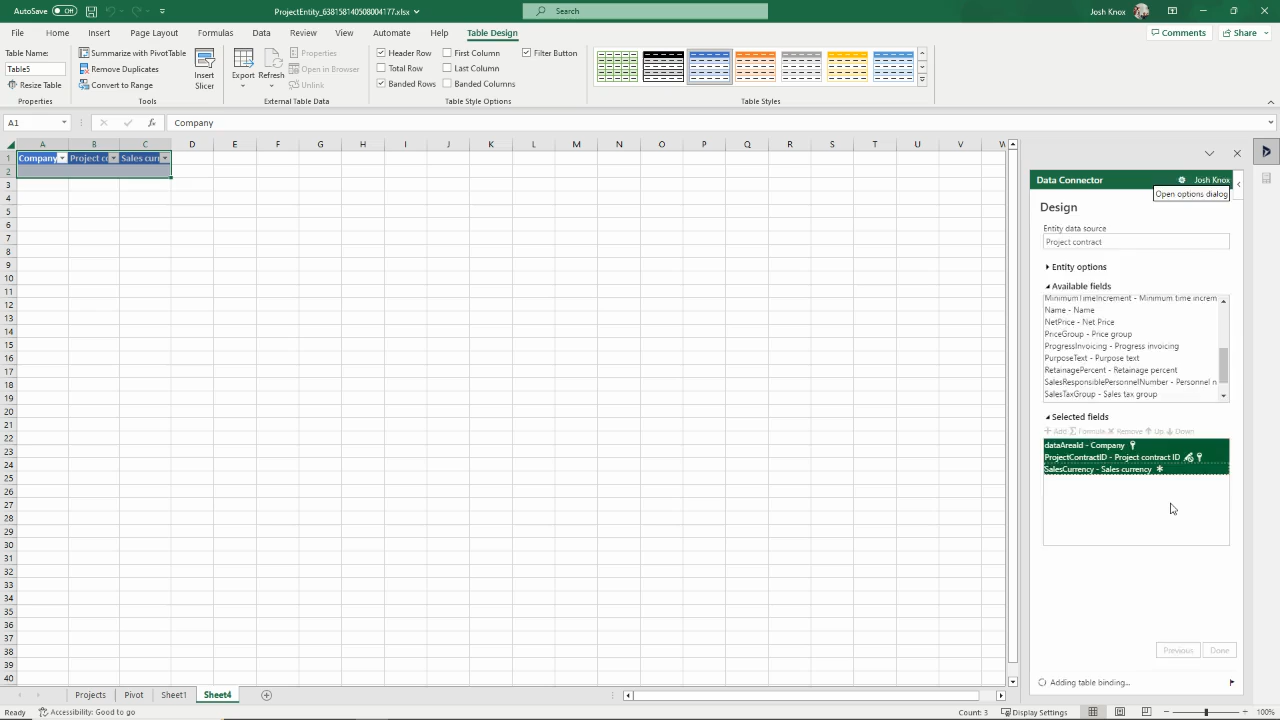 AutoSave Off
ProjectEntity_638158140508004177.xlsx
Search
Josh Knox
File Home Insert Formulas Data Review View Automate Help Table Design
Comments Share
Table Name:
Table5
Resize Table
Properties
Summarize with PivotTable
Remove Duplicates
Convert to Range
Tools
Insert
Slicer
Export
Refresh
Properties
Open in Browser
Unlink
External Table Data
Header Row First Column Filter Button
Total Row Last Column
Banded Rows Banded Columns
Table Style Options
Table Styles
A1 fx Company
A B C D E F G H I J K L M N O P Q R S T U V W
1 Company Project co Sales curr
2
3
4
5
6
7
8
9
10
11
12
13
14
15
16
17
18
19
20
21
22
23
24
25
26
27
28
29
30
31
32
33
34
35
36
37
38
39
40
Data Connector Josh Knox
Open options dialog
Design
Entity data source
Project contract
Entity options
Available fields
MinimumTimeIncrement - Minimum time increm
Name - Name
NetPrice - Net Price
PriceGroup - Price group
ProgressInvoicing - Progress invoicing
PurposeText - Purpose text
RetainagePercent - Retainage percent
SalesResponsiblePersonnelNumber - Personnel n
SalesTaxGroup - Sales tax group
Selected fields
Add Formula Remove Up Down
dataAreaId - Company
ProjectContractID - Project contract ID
SalesCurrency - Sales currency *
Previous Done
Adding table binding...
Projects Pivot Sheet1 Sheet4
Ready Accessibility: Good to go Count: 3 Display Settings 100%